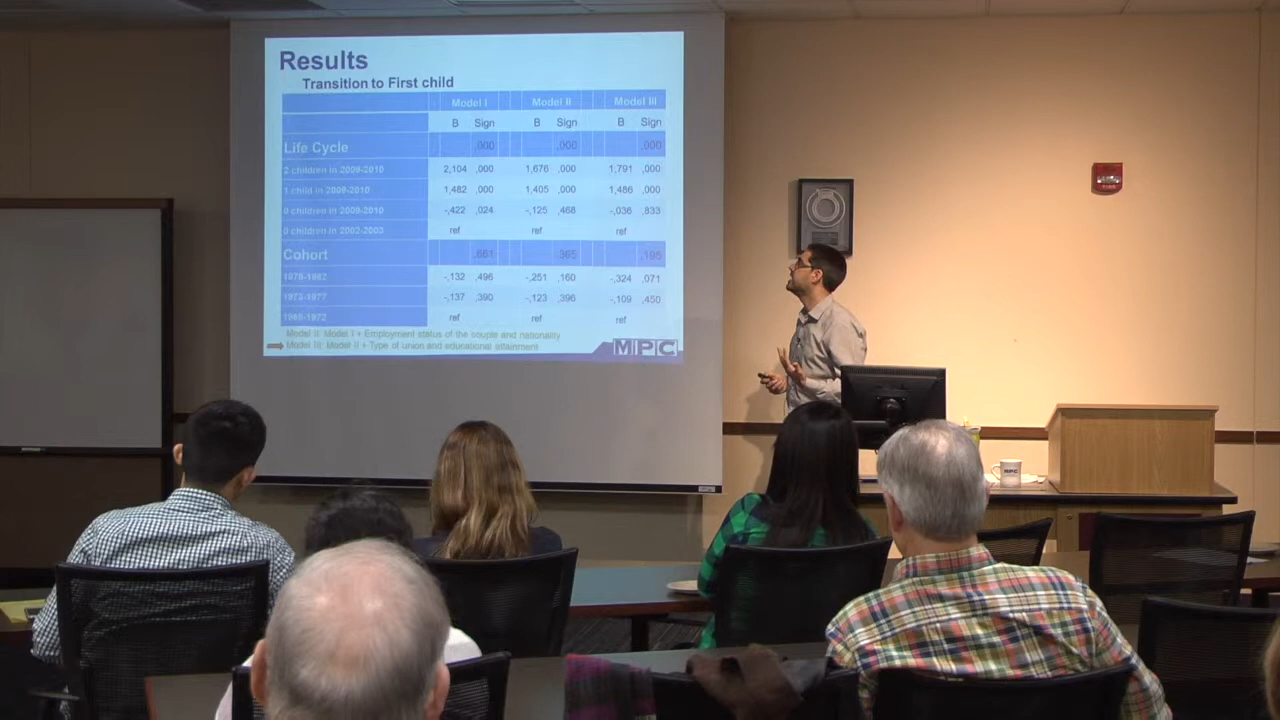 Results
Transition to First child
Model I Model II Model III
B Sign B Sign B Sign
Life Cycle ,000 ,000 ,000
2 children in 2009-2010 2,104 ,000 1,676 ,000 1,791 ,000
1 child in 2009-2010 1,482 ,000 1,405 ,000 1,486 ,000
0 children in 2009-2010 -,422 ,024 -,125 ,468 -,036 ,833
0 children in 2002-2003 ref ref ref
Cohort ,661 ,365 ,195
1978-1982 -,132 ,496 -,251 ,160 -,324 ,071
1973-1977 -,137 ,390 -,123 ,396 -,109 ,450
1968-1972 ref ref ref
Model II: Model I + Employment status of the couple and nationality
Model III: Model II + Type of union and educational attainment
MPC
FIRE
MPC